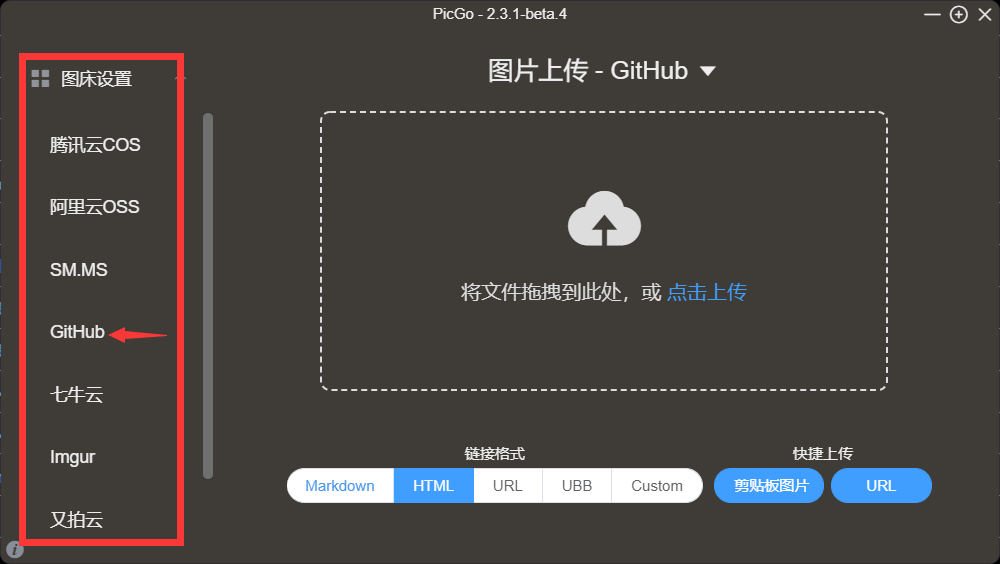 PicGo - 2.3.1-beta.4
图床设置
腾讯云COS
阿里云OSS
SM.MS
GitHub
七牛云
Imgur
又拍云
图片上传 - GitHub
将文件拖拽到此处，或 点击上传
链接格式
Markdown HTML URL UBB Custom
快捷上传
剪贴板图片 URL